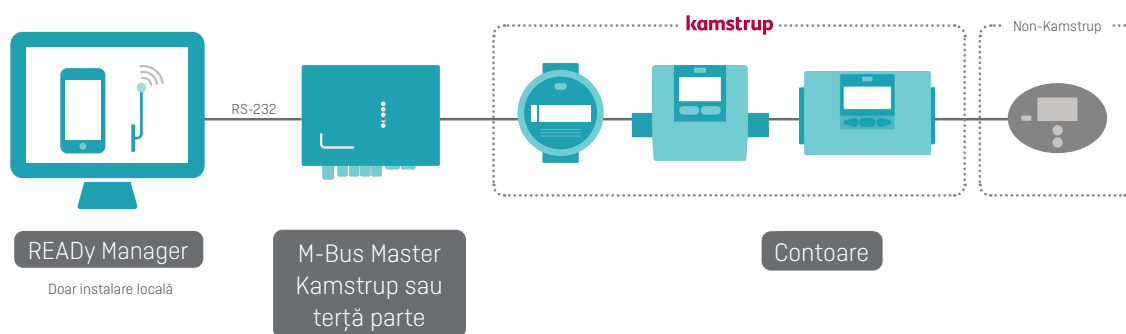 kamstrup
Non-Kamstrup
RS-232
READy Manager
Doar instalare locală
M-Bus Master
Kamstrup sau
terță parte
Contoare